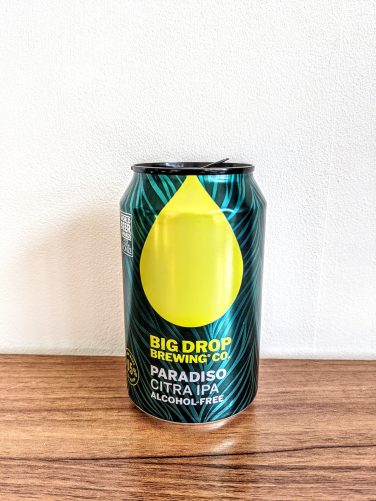 BIG DROP
BREWING CO.
PARADISO
CITRA IPA
ALCOHOL-FREE